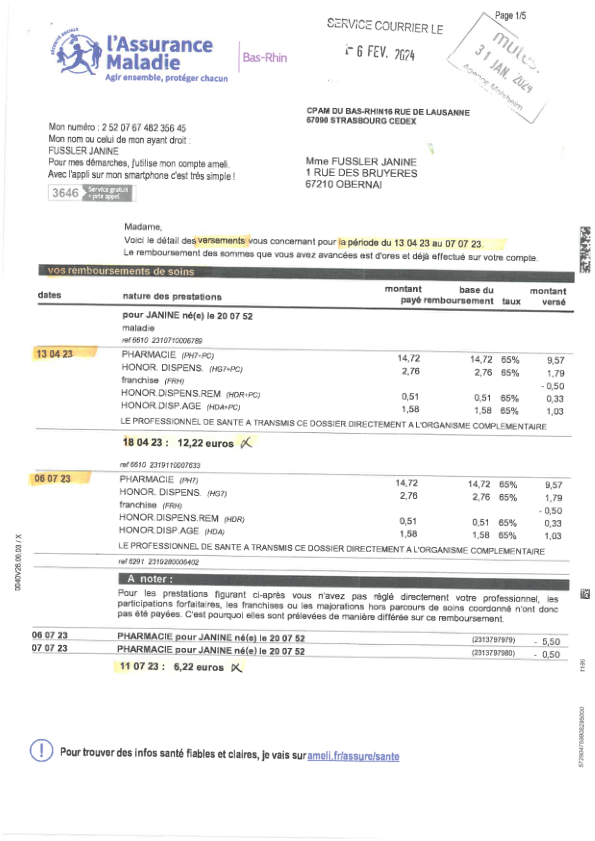 SÉCURITÉ SOCIALE
l'Assurance
Maladie
Agir ensemble, protéger chacun
Bas-Rhin
SERVICE COURRIER LE
- 6 FEV. 2024
Page 1/5
mutest
31 JAN. 2024
Agence Molsheim
CPAM DU BAS-RHIN16 RUE DE LAUSANNE
67090 STRASBOURG CEDEX
Mon numéro : 2 52 07 67 482 356 45
Mon nom ou celui de mon ayant droit :
FUSSLER JANINE
Pour mes démarches, j'utilise mon compte ameli.
Avec l'appli sur mon smartphone c'est très simple !
3646 Service gratuit + prix appel
Mme FUSSLER JANINE
1 RUE DES BRUYERES
67210 OBERNAI
Madame,
Voici le détail des versements vous concernant pour la période du 13 04 23 au 07 07 23.
Le remboursement des sommes que vous avez avancées est d'ores et déjà effectué sur votre compte.
vos remboursements de soins
dates nature des prestations montant payé base du remboursement taux montant versé
pour JANINE né(e) le 20 07 52
maladie
ref 6610 2310710006789
13 04 23 PHARMACIE (PH7+PC) 14,72 14,72 65% 9,57
HONOR. DISPENS. (HG7+PC) 2,76 2,76 65% 1,79
franchise (FRH) - 0,50
HONOR.DISPENS.REM (HDR+PC) 0,51 0,51 65% 0,33
HONOR.DISP.AGE (HDA+PC) 1,58 1,58 65% 1,03
LE PROFESSIONNEL DE SANTE A TRANSMIS CE DOSSIER DIRECTEMENT A L'ORGANISME COMPLEMENTAIRE
18 04 23 : 12,22 euros
ref 6610 2319110007633
06 07 23 PHARMACIE (PH7) 14,72 14,72 65% 9,57
HONOR. DISPENS. (HG7) 2,76 2,76 65% 1,79
franchise (FRH) - 0,50
HONOR.DISPENS.REM (HDR) 0,51 0,51 65% 0,33
HONOR.DISP.AGE (HDA) 1,58 1,58 65% 1,03
LE PROFESSIONNEL DE SANTE A TRANSMIS CE DOSSIER DIRECTEMENT A L'ORGANISME COMPLEMENTAIRE
ref 6291 2319280006402
A noter :
Pour les prestations figurant ci-après vous n'avez pas réglé directement votre professionnel, les
participations forfaitaires, les franchises ou les majorations hors parcours de soins coordonné n'ont donc
pas été payées. C'est pourquoi elles sont prélevées de manière différée sur ce remboursement.
06 07 23 PHARMACIE pour JANINE né(e) le 20 07 52 (2313797979) - 5,50
07 07 23 PHARMACIE pour JANINE né(e) le 20 07 52 (2313797980) - 0,50
11 07 23 : 6,22 euros
Pour trouver des infos santé fiables et claires, je vais sur ameli.fr/assure/sante